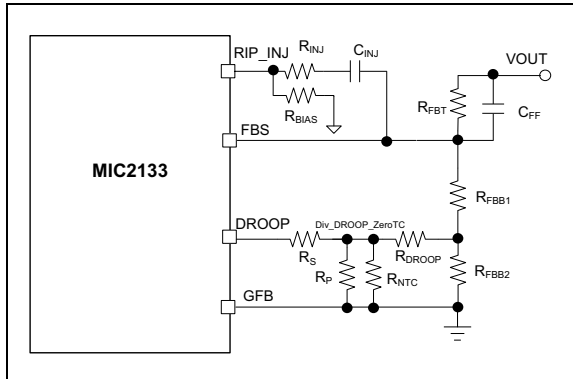 RIP_INJ
RINJ
CINJ
VOUT
RBIAS
RFBT
CFF
FBS
MIC2133
RFBB1
DROOP
Div_DROOP_ZeroTC
RS
RDROOP
RP
RNTC
RFBB2
GFB